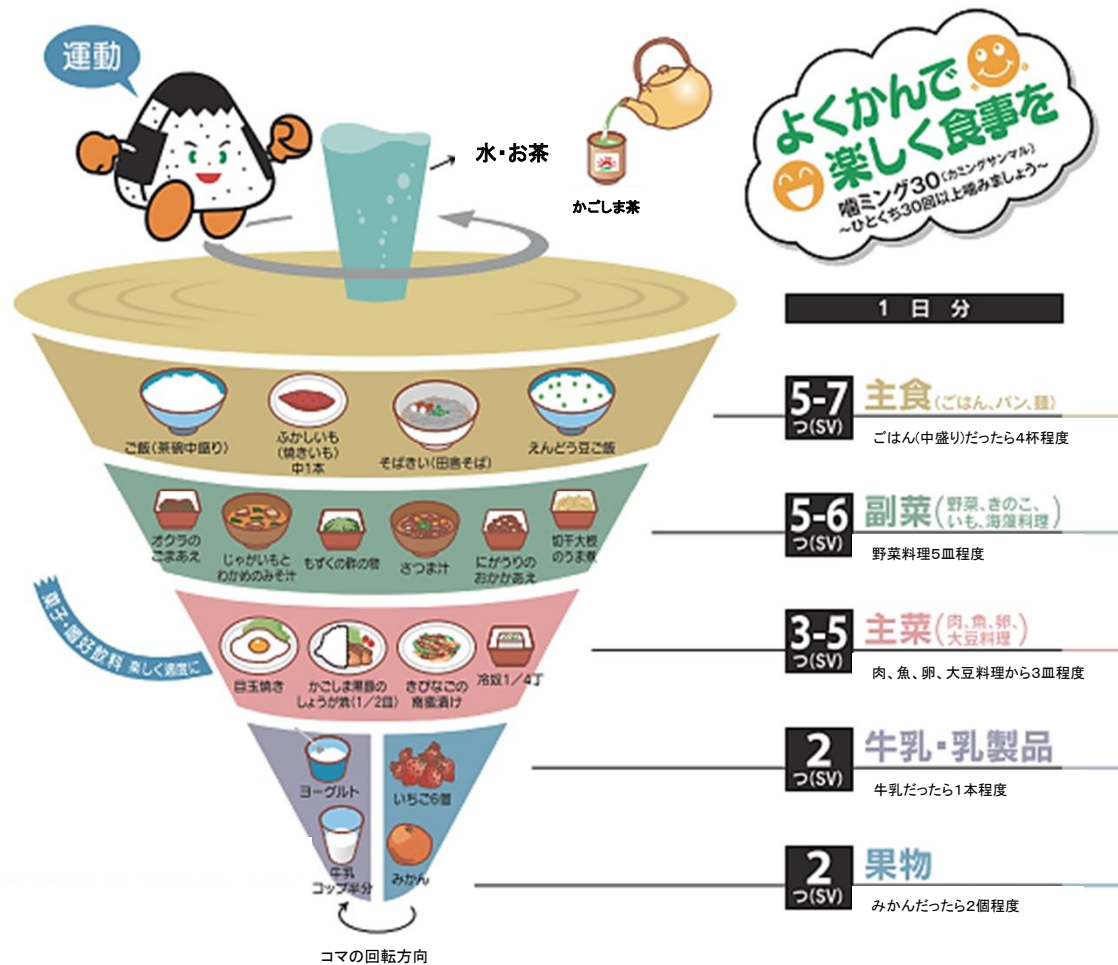 運動
水・お茶
かごしま茶
よくかんで
楽しく食事を
噛ミング30(カミングサンマル)
～ひとくち30回以上噛みましょう～
1日分
ご飯(茶碗中盛り)
ふかしいも
(焼きいも)
中1本
そばきい(田舎そば)
えんどう豆ご飯
5-7
つ(SV)
主食(ごはん、パン、麺)
ごはん(中盛り)だったら4杯程度
オクラの
ごまあえ
じゃがいもと
わかめのみそ汁
もずくの酢の物
さつま汁
にがうりの
おかかあえ
切干大根
のうま煮
5-6
つ(SV)
副菜(野菜、きのこ、
いも、海藻料理)
野菜料理5皿程度
菓子・嗜好飲料 楽しく適度に
目玉焼き
かごしま黒豚の
しょうが焼(1/2皿)
きびなごの
南蛮漬け
冷奴1/4丁
3-5
つ(SV)
主菜(肉、魚、卵、
大豆料理)
肉、魚、卵、大豆料理から3皿程度
ヨーグルト
いちご6個
牛乳
コップ半分
みかん
2
つ(SV)
牛乳・乳製品
牛乳だったら1本程度
2
つ(SV)
果物
みかんだったら2個程度
コマの回転方向